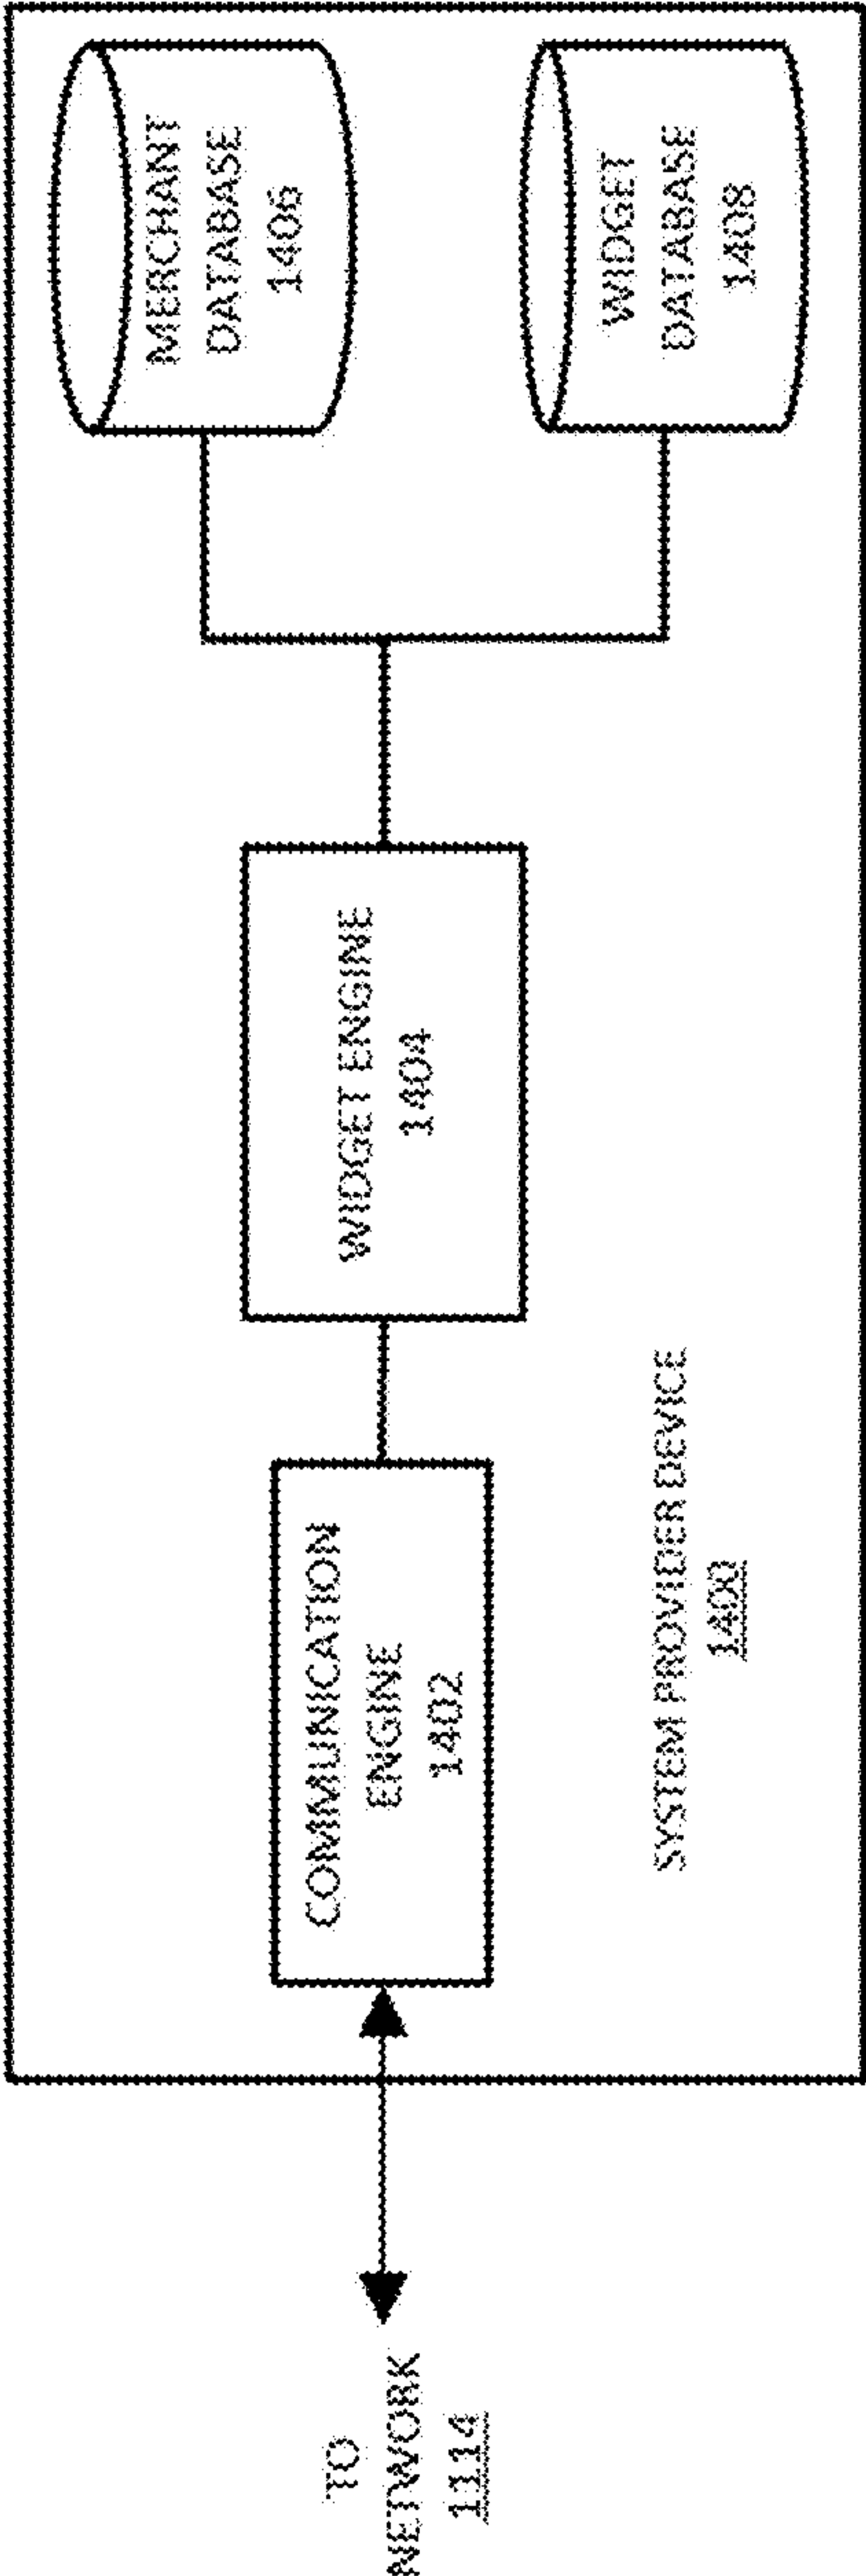 TO
NETWORK
1114
COMMUNICATION
ENGINE
1402
SYSTEM PROVIDER DEVICE
1400
WIDGET ENGINE
1404
MERCHANT
DATABASE
1406
WIDGET
DATABASE
1408